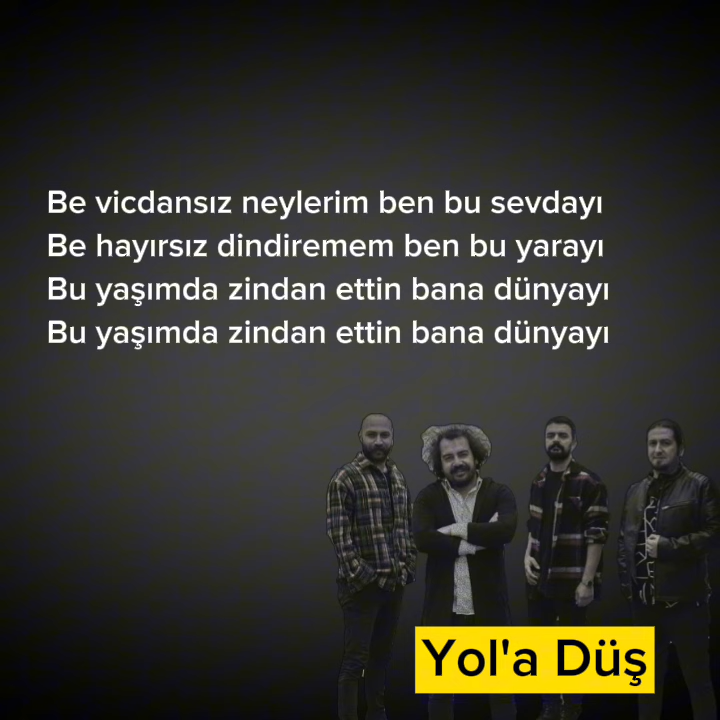 Be vicdansız neylerim ben bu sevdayı
Be hayırsız dindiremem ben bu yarayı
Bu yaşımda zindan ettin bana dünyayı
Bu yaşımda zindan ettin bana dünyayı
Yol'a Düş